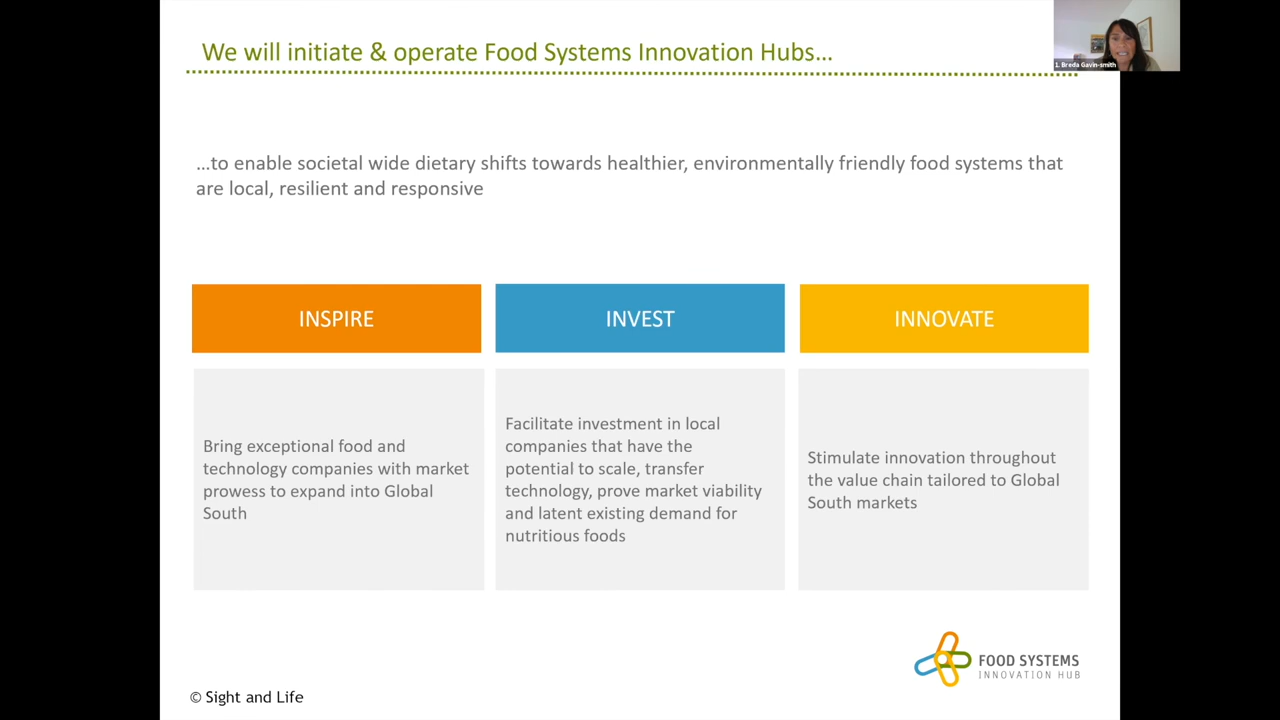 We will initiate & operate Food Systems Innovation Hubs...
1. Breda Gavin-smith
...to enable societal wide dietary shifts towards healthier, environmentally friendly food systems that
are local, resilient and responsive
INSPIRE
INVEST
INNOVATE
Bring exceptional food and
technology companies with market
prowess to expand into Global
South
Facilitate investment in local
companies that have the
potential to scale, transfer
technology, prove market viability
and latent existing demand for
nutritious foods
Stimulate innovation throughout
the value chain tailored to Global
South markets
FOOD SYSTEMS
INNOVATION HUB
© Sight and Life